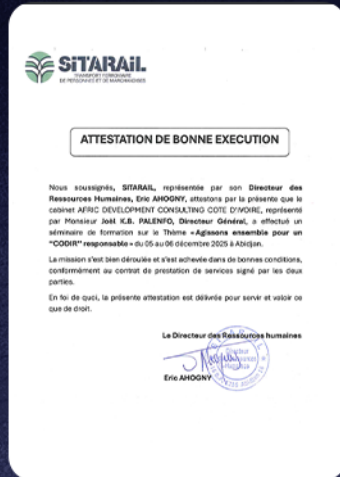 SiTARAiL
TRANSPORT FERROVIAIRE
DE PERSONNES ET DE MARCHANDISES
ATTESTATION DE BONNE EXECUTION
Nous soussignés, SITARAIL, représentée par son Directeur des
Ressources Humaines, Eric AHOGNY, attestons par la présente que le
cabinet AFRIC DEVELOPMENT CONSULTING COTE D'IVOIRE, représenté
par Monsieur Joël K.B. PALENFO, Directeur Général, a effectué un
séminaire de formation sur le Thème « Agissons ensemble pour un
"CODIR" responsable » du 05 au 06 décembre 2025 à Abidjan.
La mission s'est bien déroulée et s'est achevée dans de bonnes conditions,
conformément au contrat de prestation de services signé par les deux
parties.
En foi de quoi, la présente attestation est délivrée pour servir et valoir ce
que de droit.
Le Directeur des Ressources humaines
Directeur
Ressources
Humaines
Eric AHOGNY